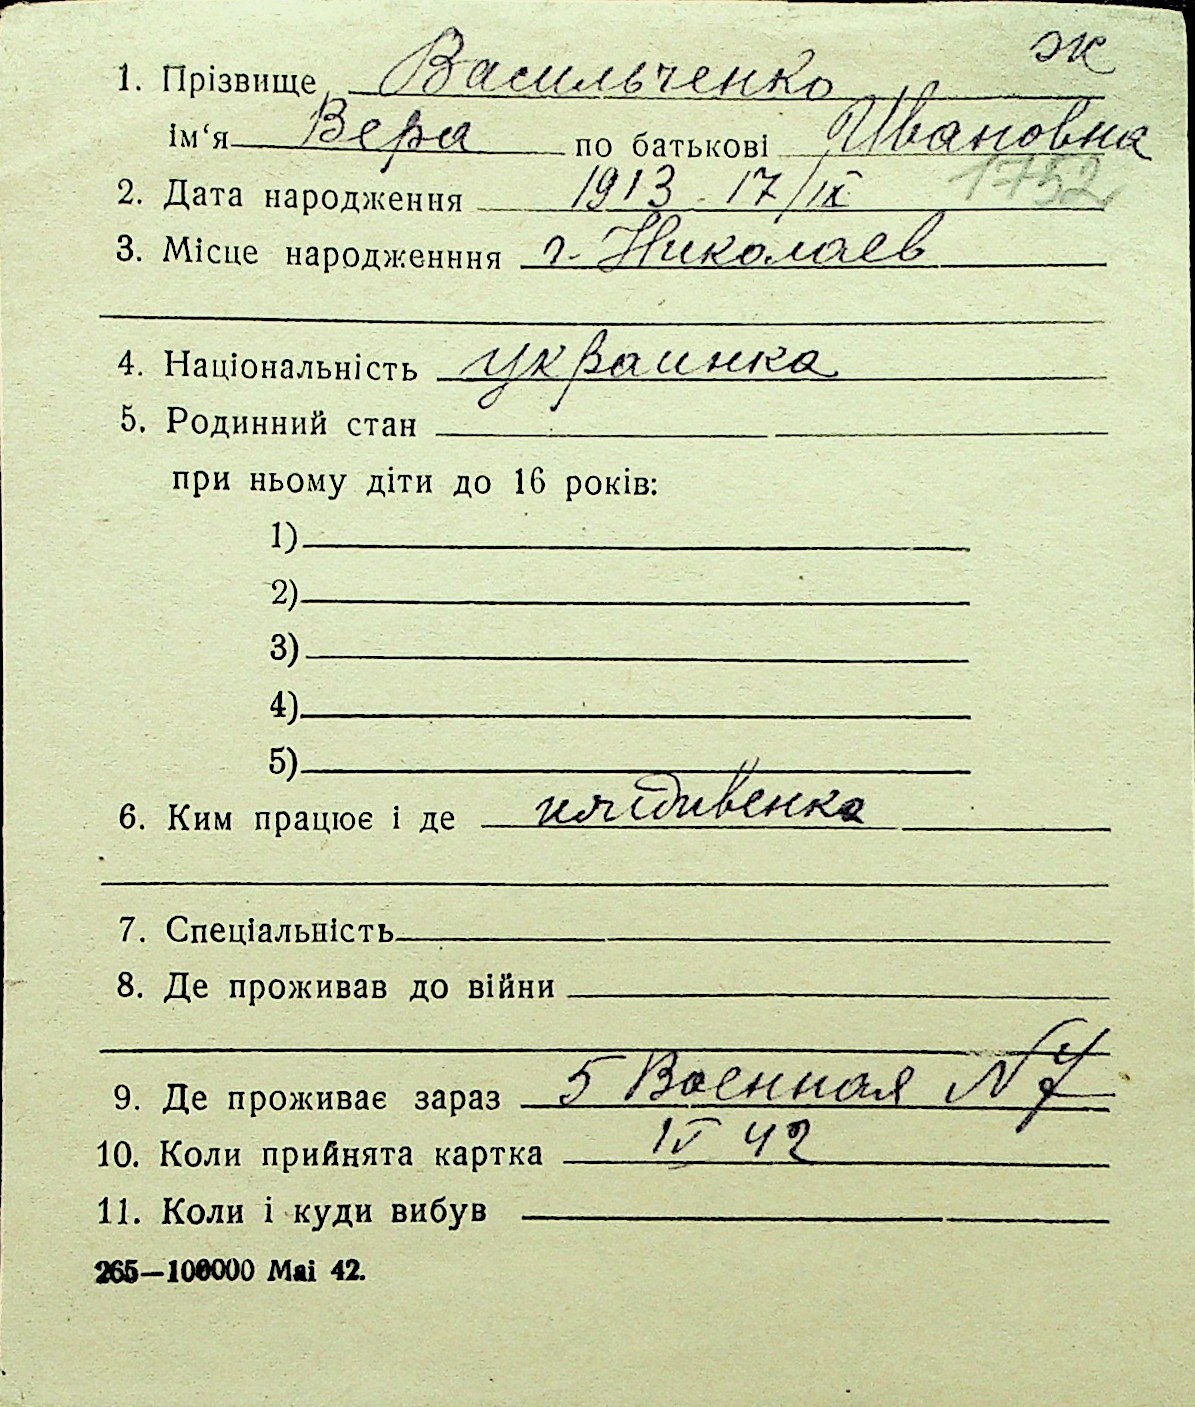 ж
1. Прізвище Васильченко
Ім‘я Вера по батькові Ивановна
1752
2. Дата народження 1913 17/IX
3. Місце народженння г. Николаев
4. Національність украинка
5. Родинний стан
при ньому діти до 16 років:
1)
2)
3)
4)
5)
6. Ким працює і де иждивенка
7. Спеціальність
8. Де проживав до війни
9. Де проживає зараз 5 Военная N 7
10. Коли прийнята картка IV 42
11. Коли і куди вибув
265—100000 Mai 42.